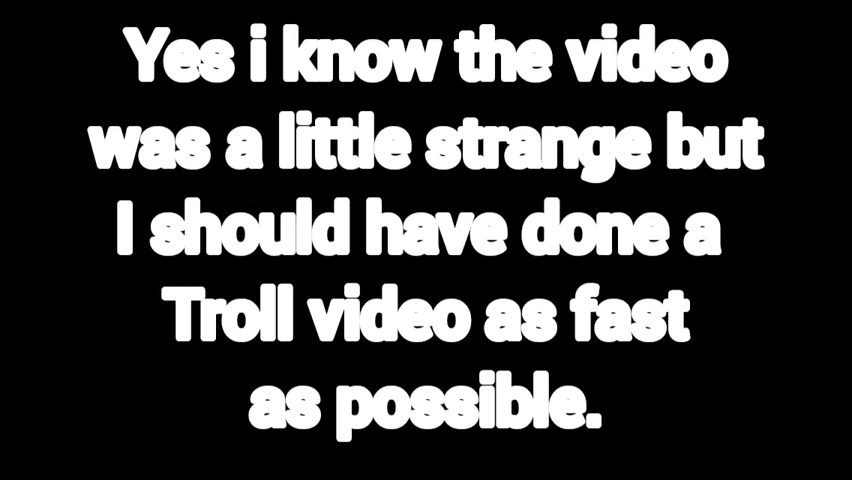 Yes i know the video
was a little strange but
I should have done a
Troll video as fast
as possible.